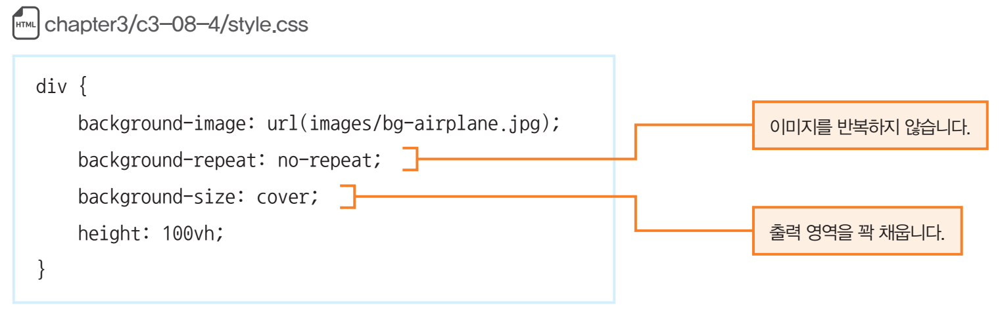 HTML
chapter3/c3-08-4/style.css
div {
background-image: url(images/bg-airplane.jpg);
background-repeat: no-repeat;
background-size: cover;
height: 100vh;
}
이미지를 반복하지 않습니다.
출력 영역을 꽉 채웁니다.